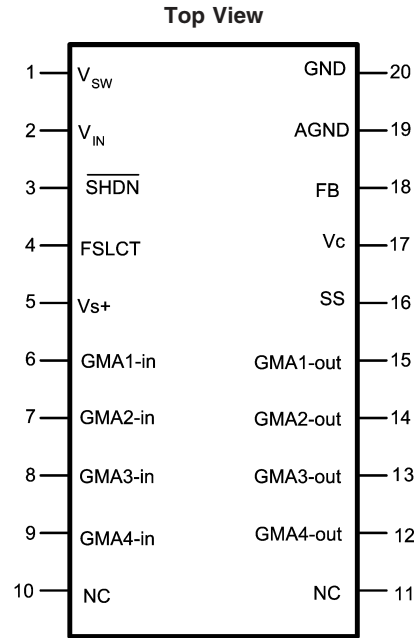 Top View
1 V_SW GND 20
2 V_IN AGND 19
3 S̅H̅D̅N̅ FB 18
4 FSLCT Vc 17
5 Vs+ SS 16
6 GMA1-in GMA1-out 15
7 GMA2-in GMA2-out 14
8 GMA3-in GMA3-out 13
9 GMA4-in GMA4-out 12
10 NC NC 11